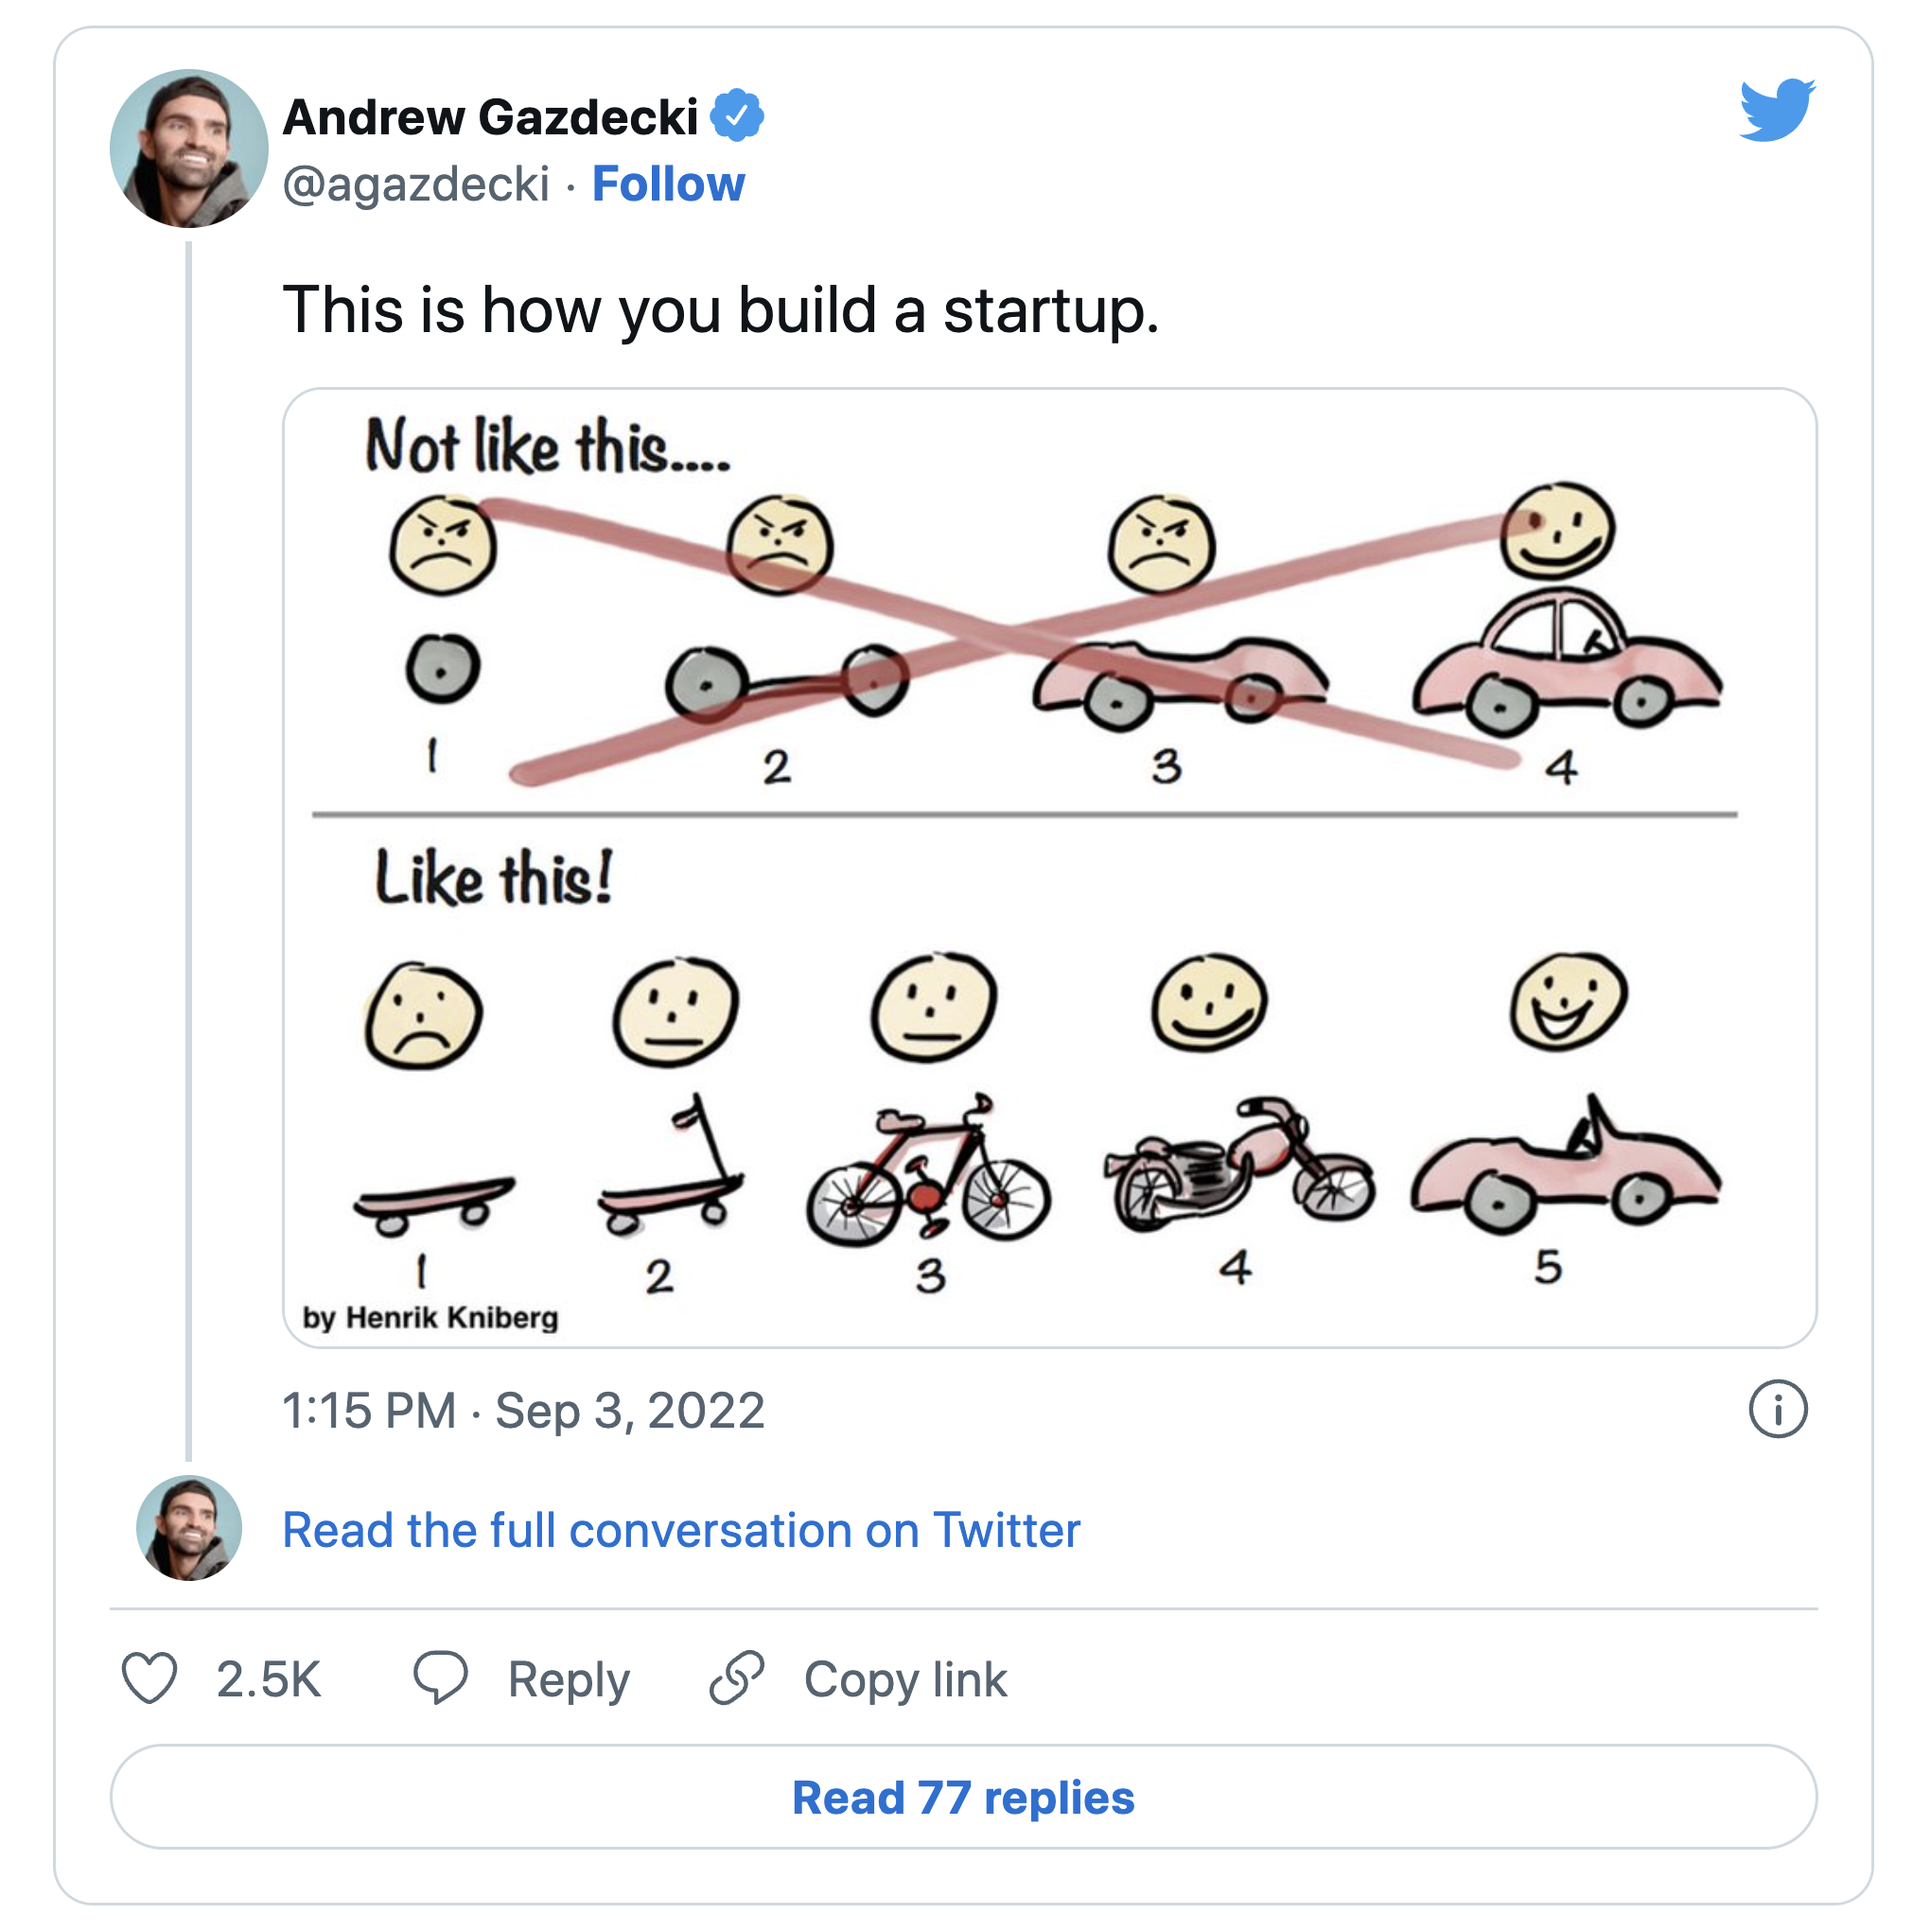 Andrew Gazdecki
@agazdecki · Follow
This is how you build a startup.
Not like this....
1 2 3 4
Like this!
1 2 3 4 5
by Henrik Kniberg
1:15 PM · Sep 3, 2022
Read the full conversation on Twitter
2.5K Reply Copy link
Read 77 replies